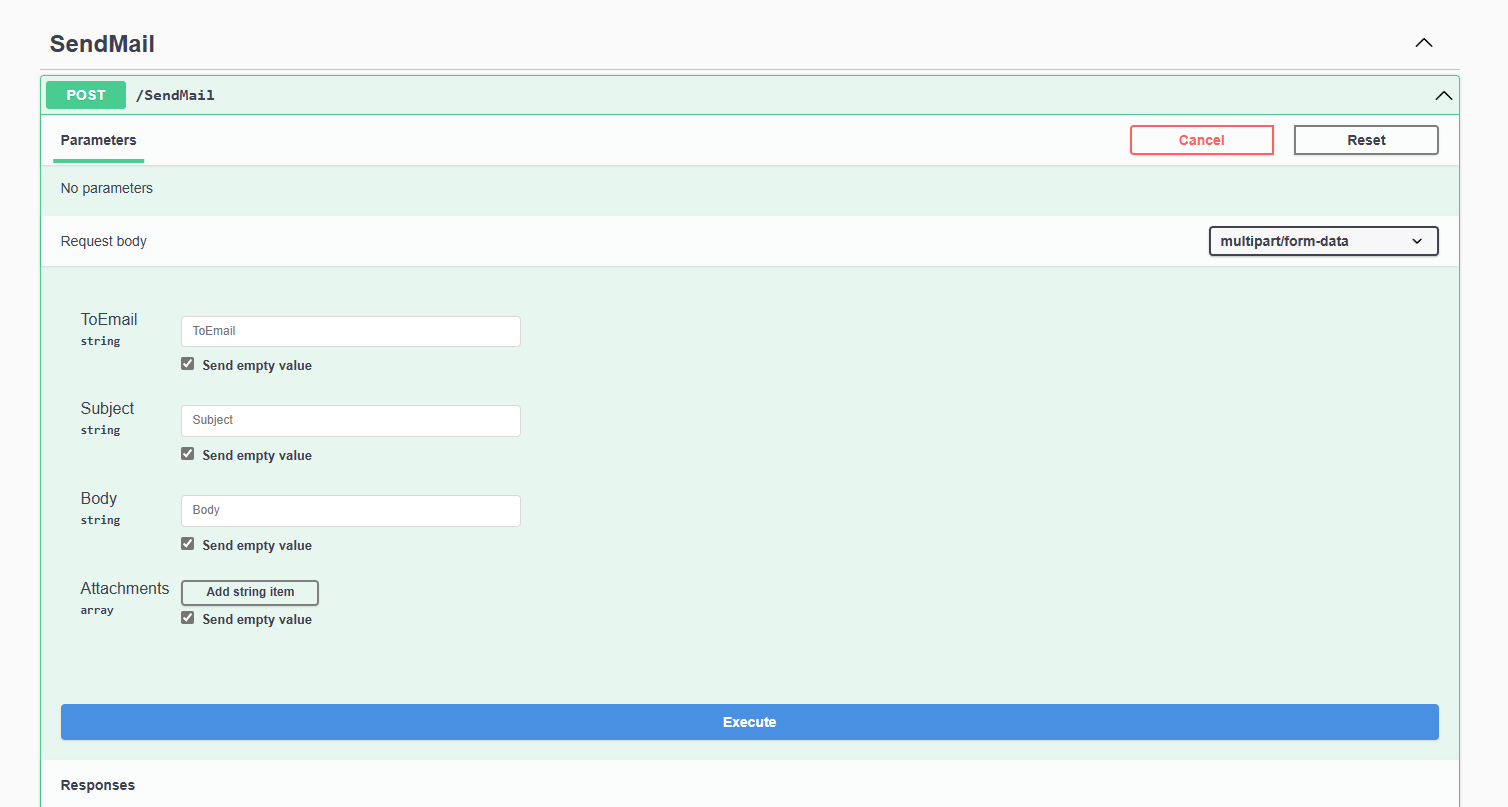 SendMail
POST /SendMail
Parameters
Cancel
Reset
No parameters
Request body
multipart/form-data
ToEmail
string
ToEmail
Send empty value
Subject
string
Subject
Send empty value
Body
string
Body
Send empty value
Attachments
array
Add string item
Send empty value
Execute
Responses